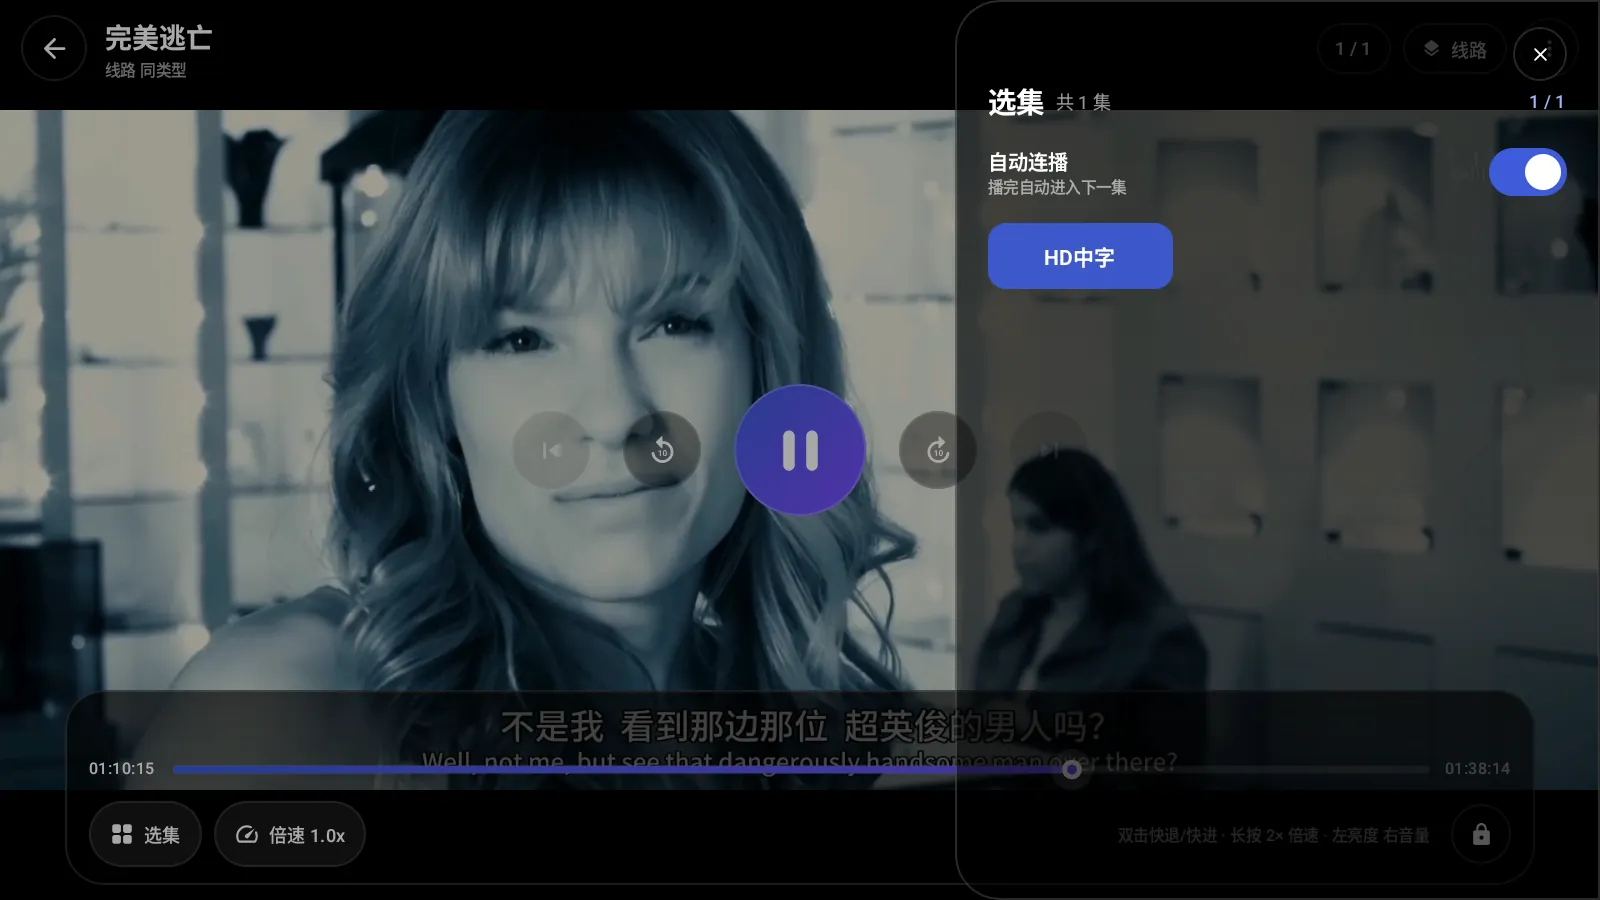 完美逃亡
线路 同类型
1 / 1
线路
选集 共 1 集
1 / 1
自动连播
播完自动进入下一集
HD中字
10
10
不是我 看到那边那位 超英俊的男人吗?
Well, not me, but see that dangerously handsome man over there?
01:10:15
01:38:14
选集
倍速 1.0x
双击快退/快进 · 长按 2× 倍速 · 左亮度 右音量